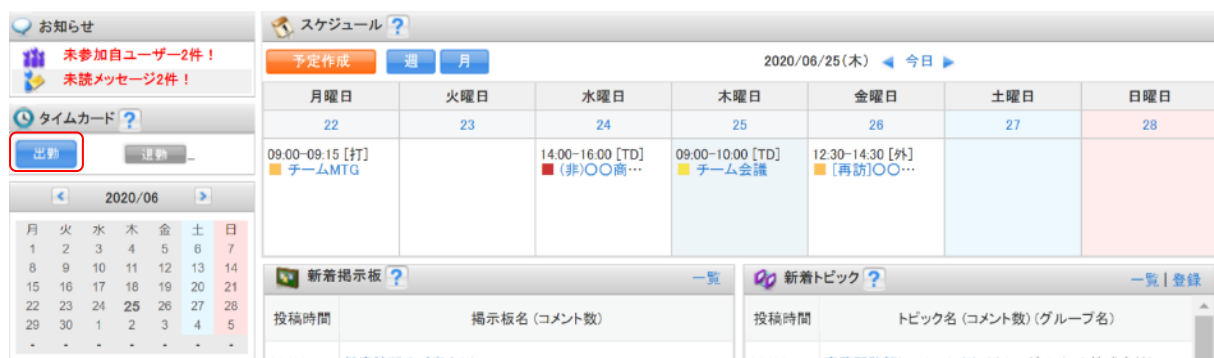 お知らせ
未参加自ユーザー2件！
未読メッセージ2件！
タイムカード ?
出勤
退勤 _
< 2020/06 >
月 火 水 木 金 土 日
1 2 3 4 5 6 7
8 9 10 11 12 13 14
15 16 17 18 19 20 21
22 23 24 25 26 27 28
29 30 1 2 3 4 5
- - - - - - -
スケジュール ?
予定作成 週 月
2020/06/25(木) ◀ 今日 ▶
月曜日 火曜日 水曜日 木曜日 金曜日 土曜日 日曜日
22 23 24 25 26 27 28
09:00-09:15 [打]
チームMTG
14:00-16:00 [TD]
(非)〇〇商…
09:00-10:00 [TD]
チーム会議
12:30-14:30 [外]
[再訪]〇〇…
新着掲示板 ? 一覧
投稿時間 掲示板名 (コメント数)
新着トピック ? 一覧 | 登録
投稿時間 トピック名 (コメント数) (グループ名)